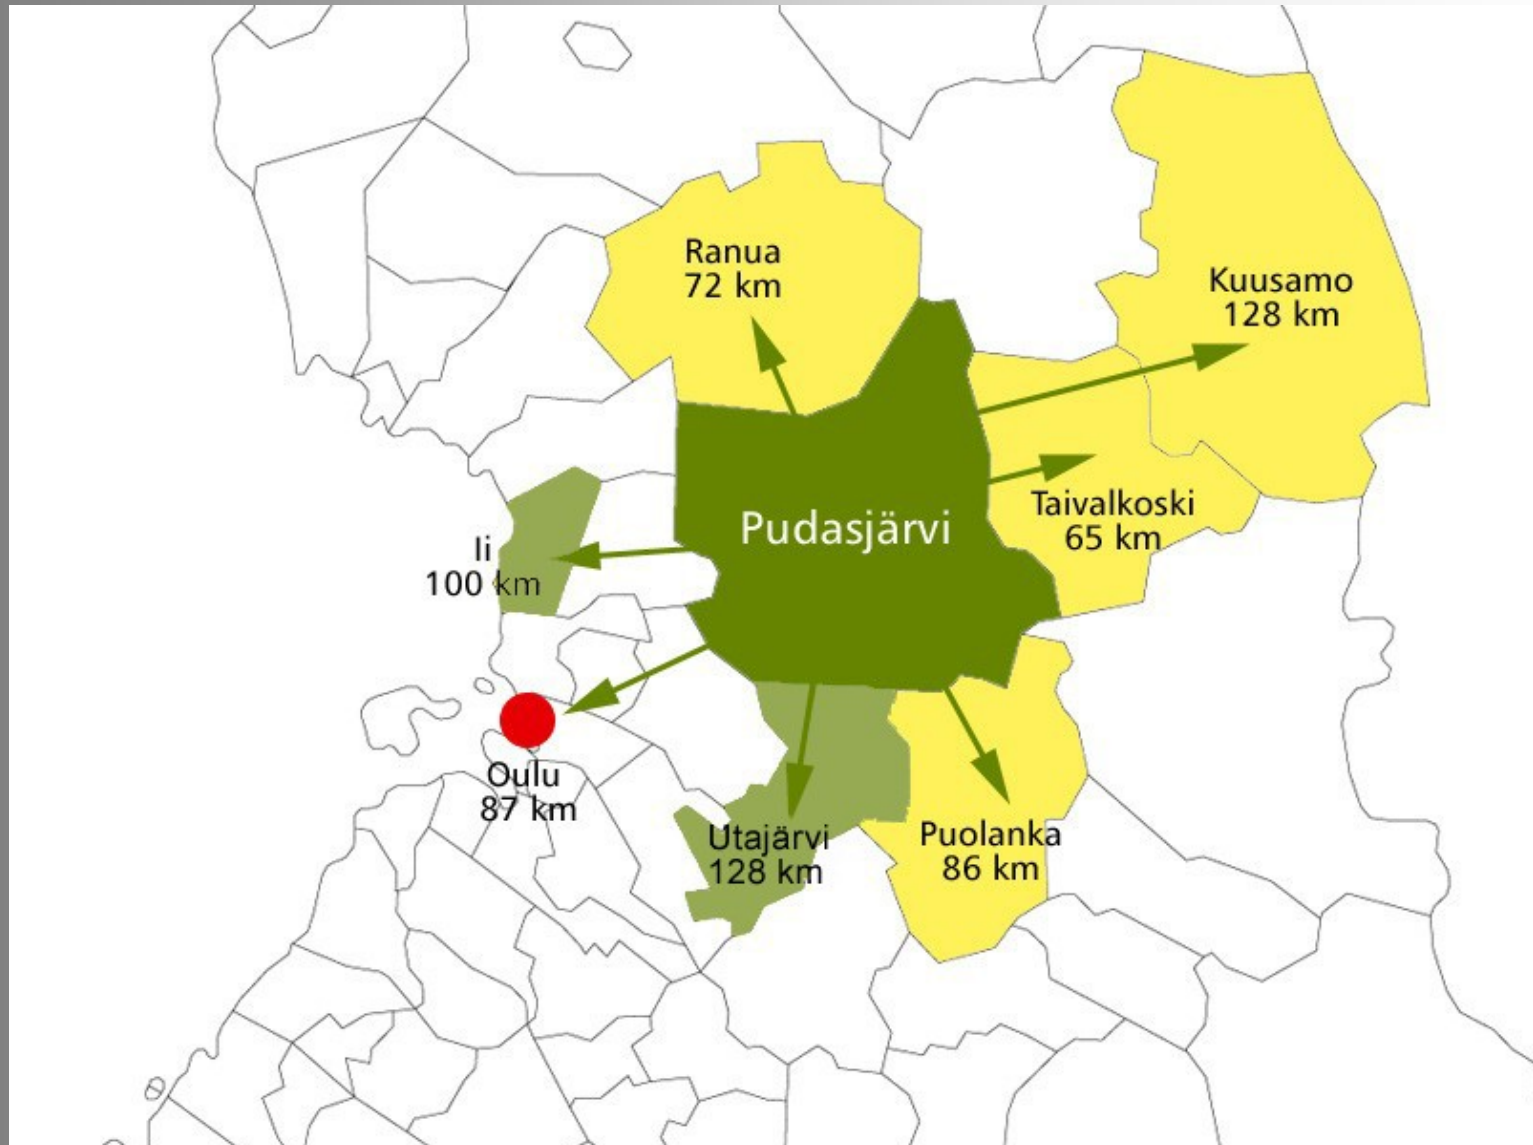 Ranua
72 km
Kuusamo
128 km
Taivalkoski
65 km
Pudasjärvi
Ii
100 km
Oulu
87 km
Utajärvi
128 km
Puolanka
86 km